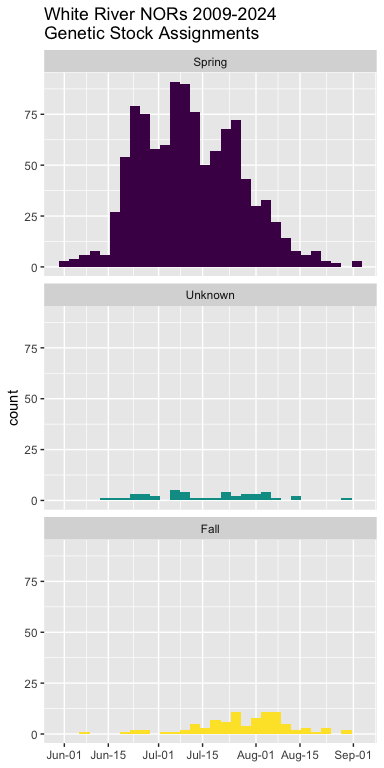 White River NORs 2009-2024
Genetic Stock Assignments
Spring
75
50
25
0
Unknown
75
50
25
0
count
Fall
75
50
25
0
Jun-01 Jun-15 Jul-01 Jul-15 Aug-01 Aug-15 Sep-01